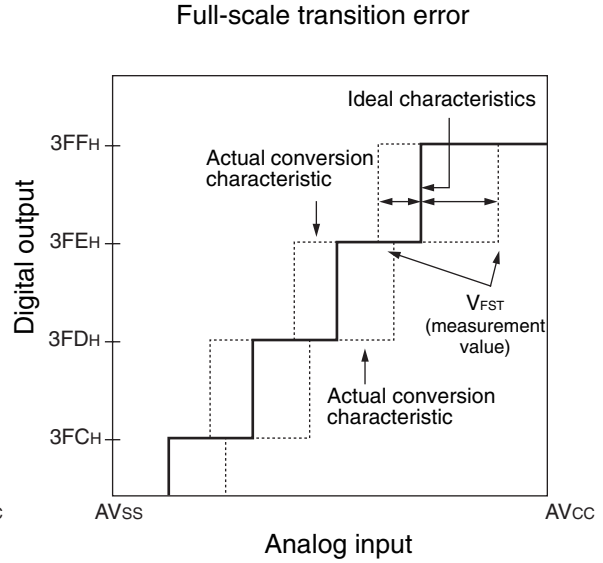 Full-scale transition error
Ideal characteristics
3FFH
Actual conversion
characteristic
3FEH
VFST
(measurement
value)
3FDH
Actual conversion
characteristic
3FCH
Digital output
C
AVSS
AVCC
Analog input